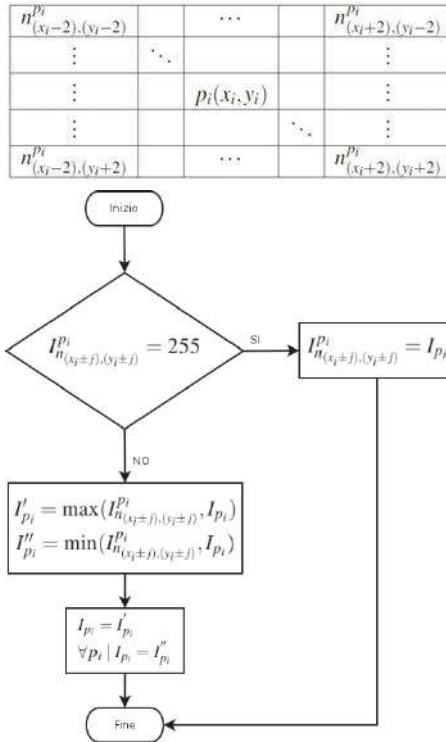 n^{p_i}_{(x_i−2),(y_i−2)} ⋯ n^{p_i}_{(x_i+2),(y_i−2)}
⋮ ⋱ ⋮
⋮ p_i(x_i, y_i) ⋮
⋮ ⋱ ⋮
n^{p_i}_{(x_i−2),(y_i+2)} ⋯ n^{p_i}_{(x_i+2),(y_i+2)}
Inizio
I^{p_i}_{n_{(x_i±j),(y_i±j)}} = 255
SI
I^{p_i}_{n_{(x_i±j),(y_i±j)}} = I_{p_i}
NO
I'_{p_i} = max(I^{p_i}_{n_{(x_i±j),(y_i±j)}}, I_{p_i})
I''_{p_i} = min(I^{p_i}_{n_{(x_i±j),(y_i±j)}}, I_{p_i})
I_{p_i} = I'_{p_i}
∀p_i | I_{p_i} = I''_{p_i}
Fine